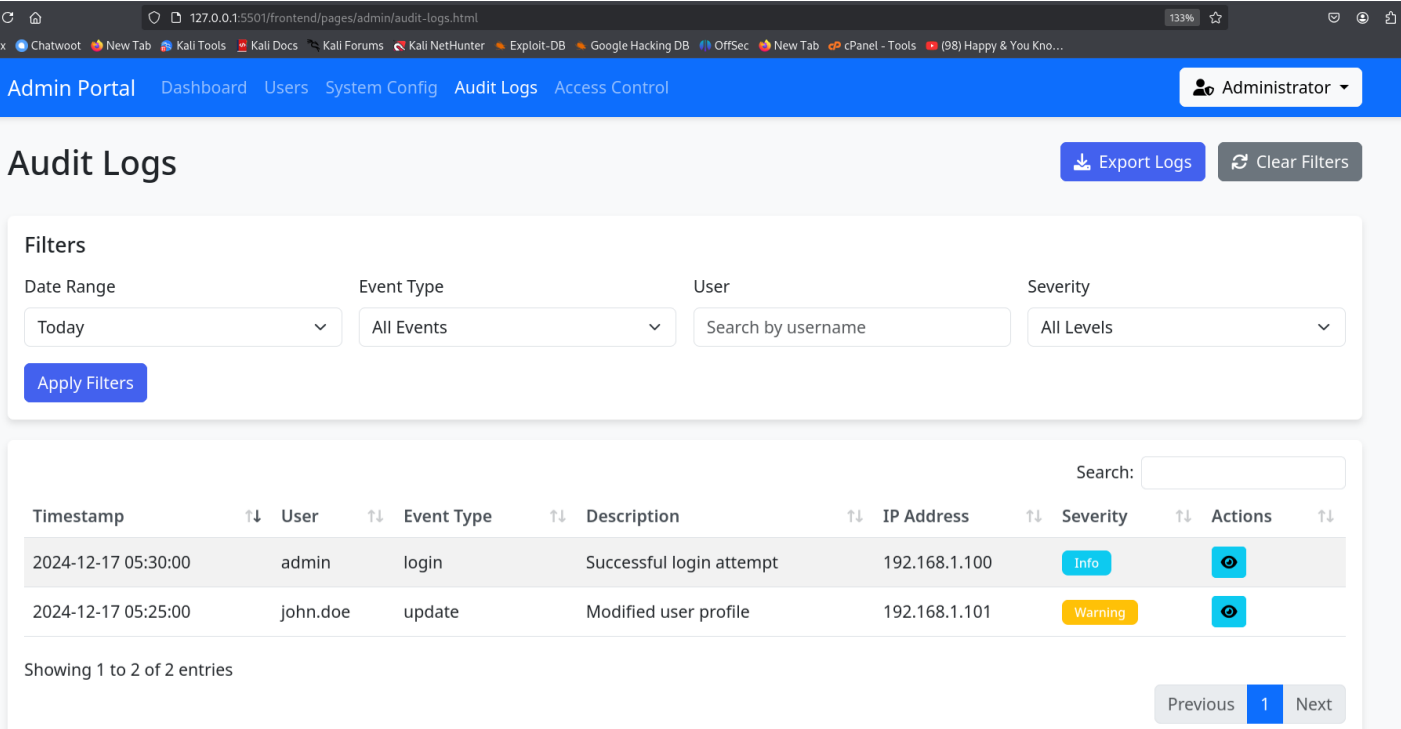 127.0.0.1:5501/frontend/pages/admin/audit-logs.html 133%
x Chatwoot New Tab Kali Tools Kali Docs Kali Forums Kali NetHunter Exploit-DB Google Hacking DB OffSec New Tab cPanel - Tools (98) Happy & You Kno…
Admin Portal Dashboard Users System Config Audit Logs Access Control Administrator
Audit Logs Export Logs Clear Filters
Filters
Date Range Event Type User Severity
Today All Events Search by username All Levels
Apply Filters
Search:
Timestamp User Event Type Description IP Address Severity Actions
2024-12-17 05:30:00 admin login Successful login attempt 192.168.1.100 Info
2024-12-17 05:25:00 john.doe update Modified user profile 192.168.1.101 Warning
Showing 1 to 2 of 2 entries
Previous 1 Next